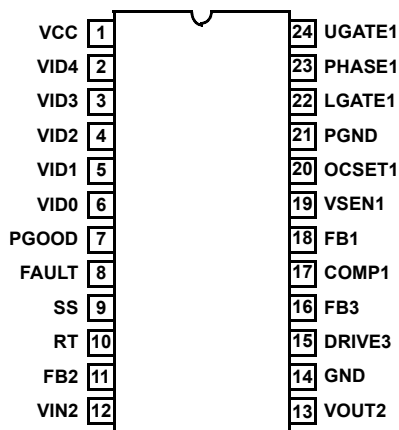 VCC 1 24 UGATE1
VID4 2 23 PHASE1
VID3 3 22 LGATE1
VID2 4 21 PGND
VID1 5 20 OCSET1
VID0 6 19 VSEN1
PGOOD 7 18 FB1
FAULT 8 17 COMP1
SS 9 16 FB3
RT 10 15 DRIVE3
FB2 11 14 GND
VIN2 12 13 VOUT2